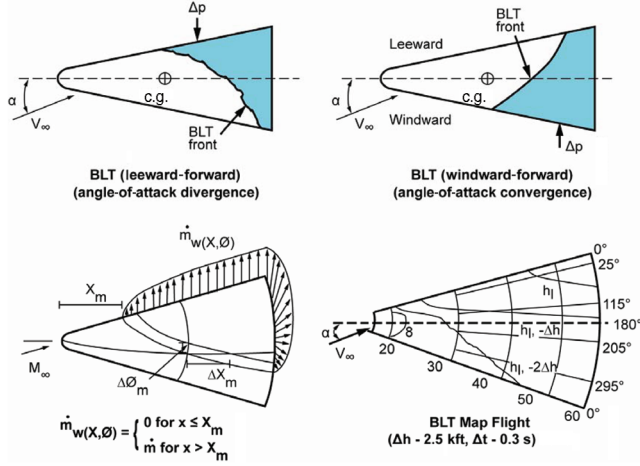 Δp
α
V∞
c.g.
BLT
front
BLT (leeward-forward)
(angle-of-attack divergence)
BLT
front
Leeward
α
V∞
c.g.
Windward
Δp
BLT (windward-forward)
(angle-of-attack convergence)
ṁw(X,Ø)
Xm
M∞
ΔØm
ΔXm
ṁw(X,Ø) = { 0 for x ≤ Xm
ṁ for x > Xm
0°
25°
hI
115°
180°
hI, -Δh
205°
hI, -2Δh
295°
0°
α
V∞
8
20
30
40
50
60
BLT Map Flight
(Δh - 2.5 kft, Δt - 0.3 s)